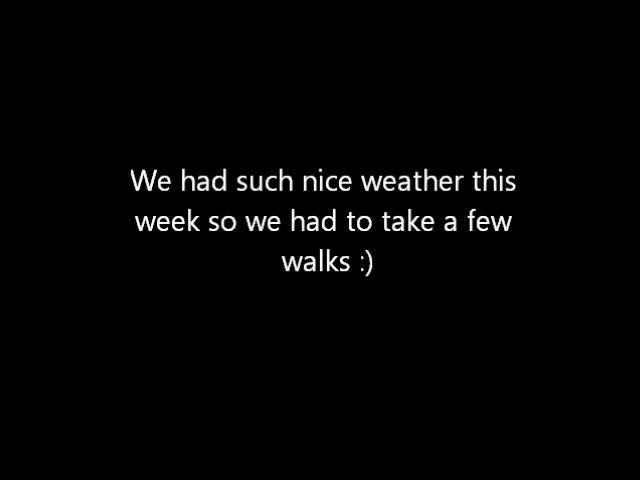 We had such nice weather this
week so we had to take a few
walks :)